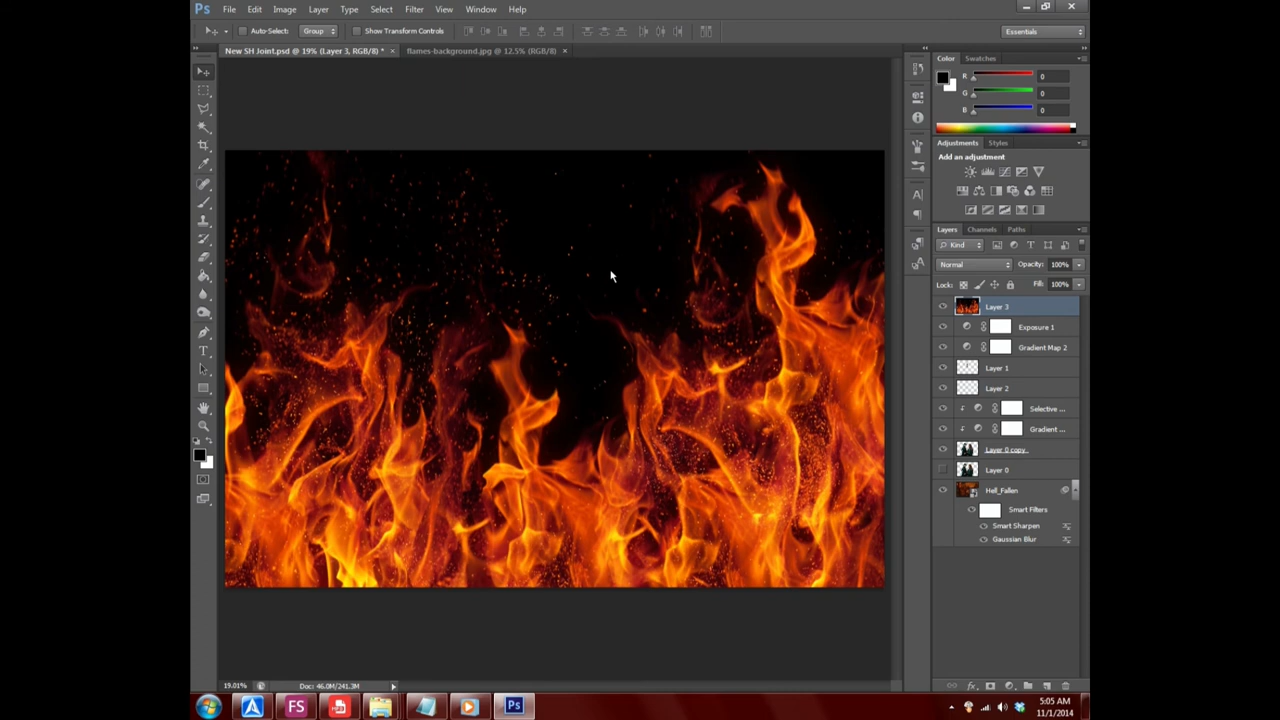 Ps File Edit Image Layer Type Select Filter View Window Help
Auto-Select: Group Show Transform Controls Essentials
New SH Joint.psd @ 19% (Layer 3, RGB/8) * × flames-background.jpg @ 12.5% (RGB/8) ×
Color Swatches
R 0
G 0
B 0
Adjustments Styles
Add an adjustment
Layers Channels Paths
Kind
Normal Opacity: 100%
Lock: Fill: 100%
Layer 3
Exposure 1
Gradient Map 2
Layer 1
Layer 2
Selective ...
Gradient ...
Layer 0 copy
Layer 0
Hell_Fallen
Smart Filters
Smart Sharpen
Gaussian Blur
19.01% Doc: 46.0M/241.3M
FS Ps
5:05 AM
11/1/2014